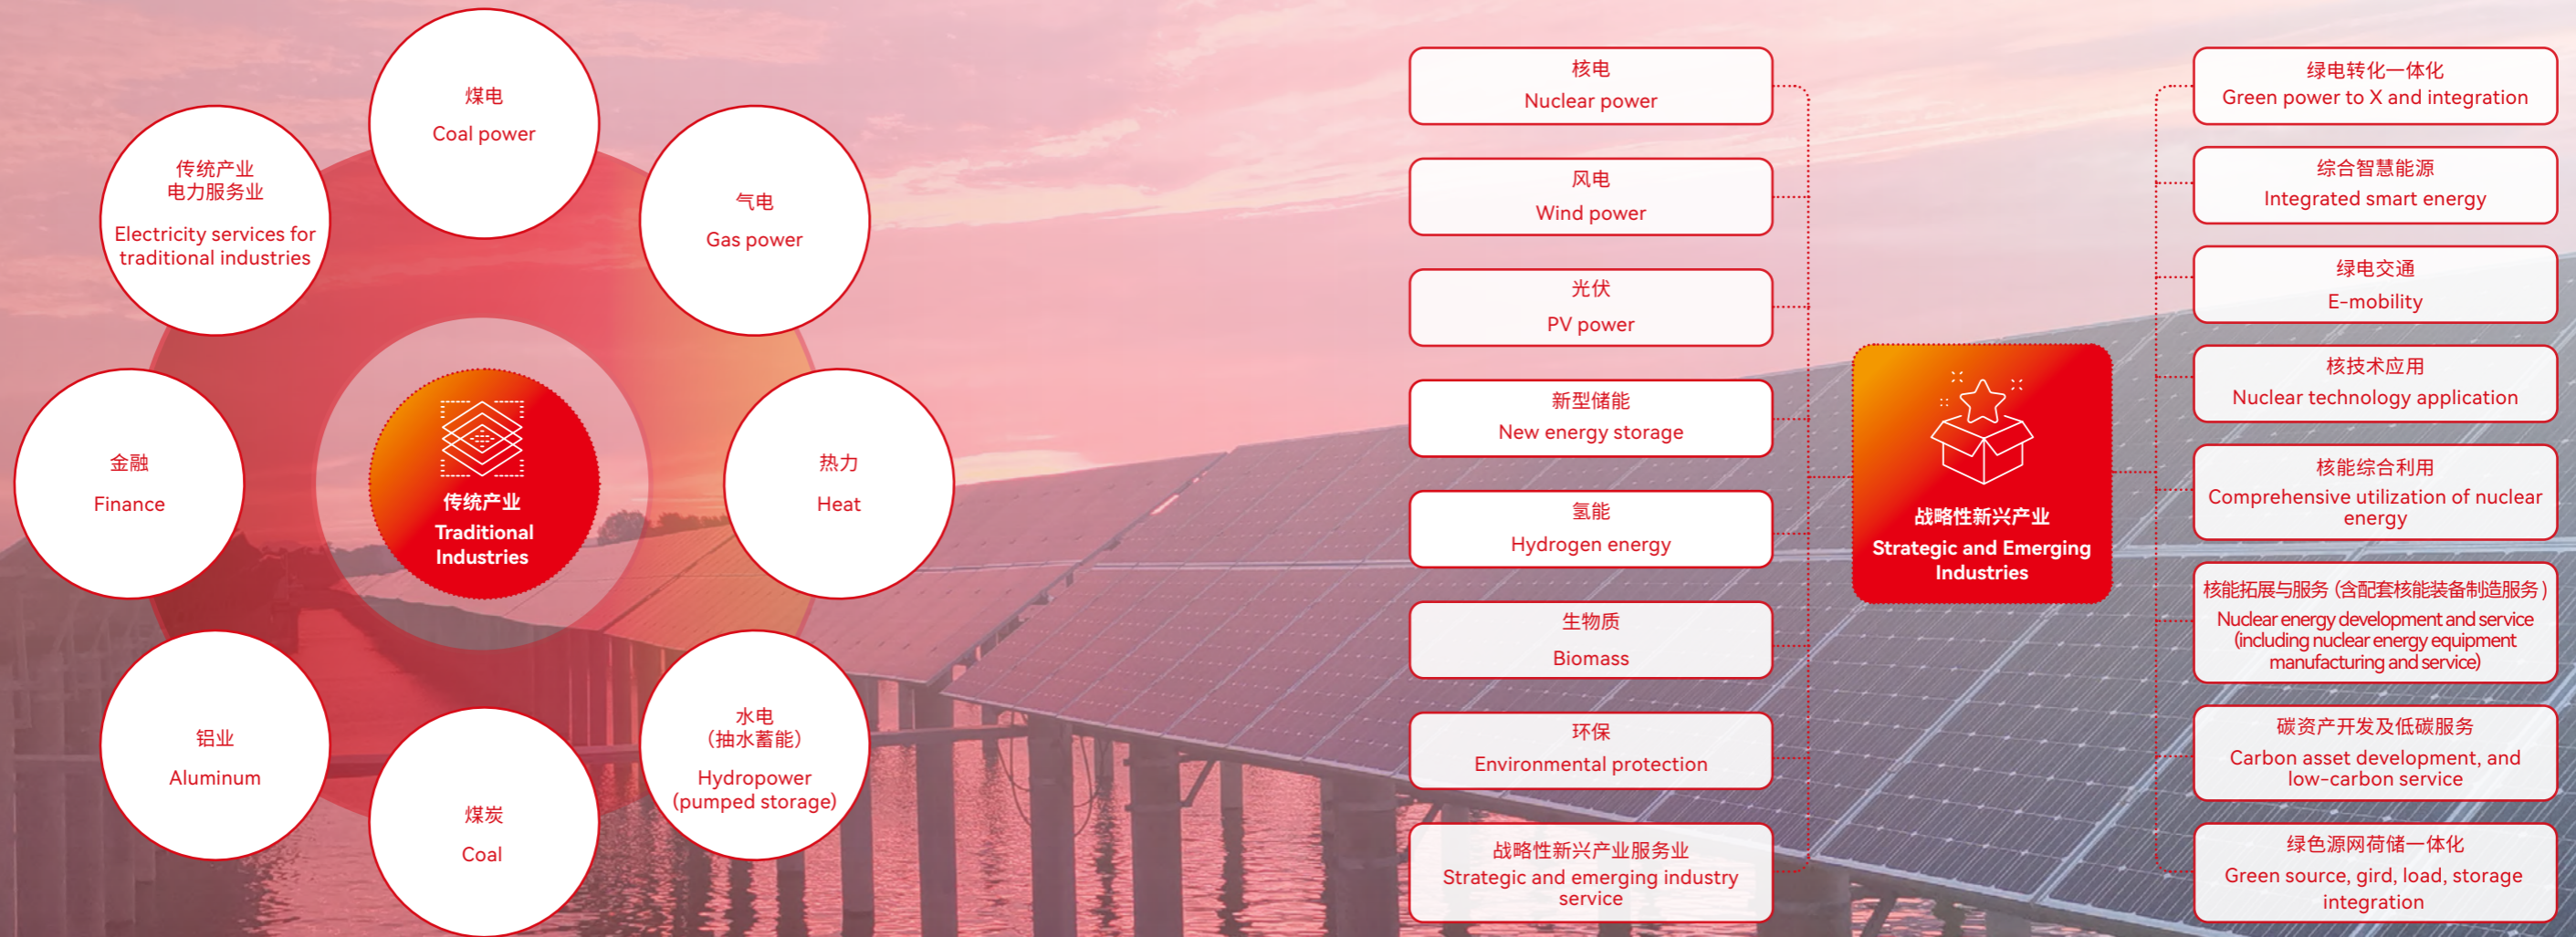 煤电
Coal power
传统产业
电力服务业
Electricity services for
traditional industries
气电
Gas power
金融
Finance
传统产业
Traditional
Industries
热力
Heat
铝业
Aluminum
水电
（抽水蓄能）
Hydropower
(pumped storage)
煤炭
Coal
核电
Nuclear power
风电
Wind power
光伏
PV power
新型储能
New energy storage
氢能
Hydrogen energy
生物质
Biomass
环保
Environmental protection
战略性新兴产业服务业
Strategic and emerging industry
service
战略性新兴产业
Strategic and Emerging
Industries
绿电转化一体化
Green power to X and integration
综合智慧能源
Integrated smart energy
绿电交通
E-mobility
核技术应用
Nuclear technology application
核能综合利用
Comprehensive utilization of nuclear
energy
核能拓展与服务（含配套核能装备制造服务）
Nuclear energy development and service
(including nuclear energy equipment
manufacturing and service)
碳资产开发及低碳服务
Carbon asset development, and
low-carbon service
绿色源网荷储一体化
Green source, gird, load, storage
integration